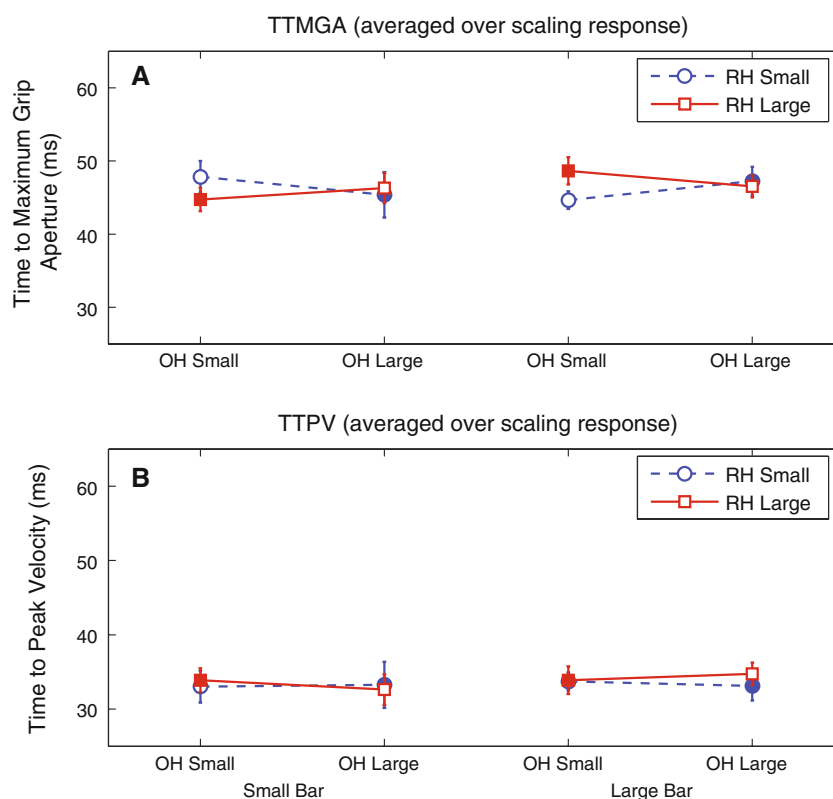 TTMGA (averaged over scaling response)
A
RH Small
RH Large
Time to Maximum Grip
Aperture (ms)
60
50
40
30
OH Small OH Large OH Small OH Large
TTPV (averaged over scaling response)
B
RH Small
RH Large
Time to Peak Velocity (ms)
60
50
40
30
OH Small OH Large OH Small OH Large
Small Bar Large Bar